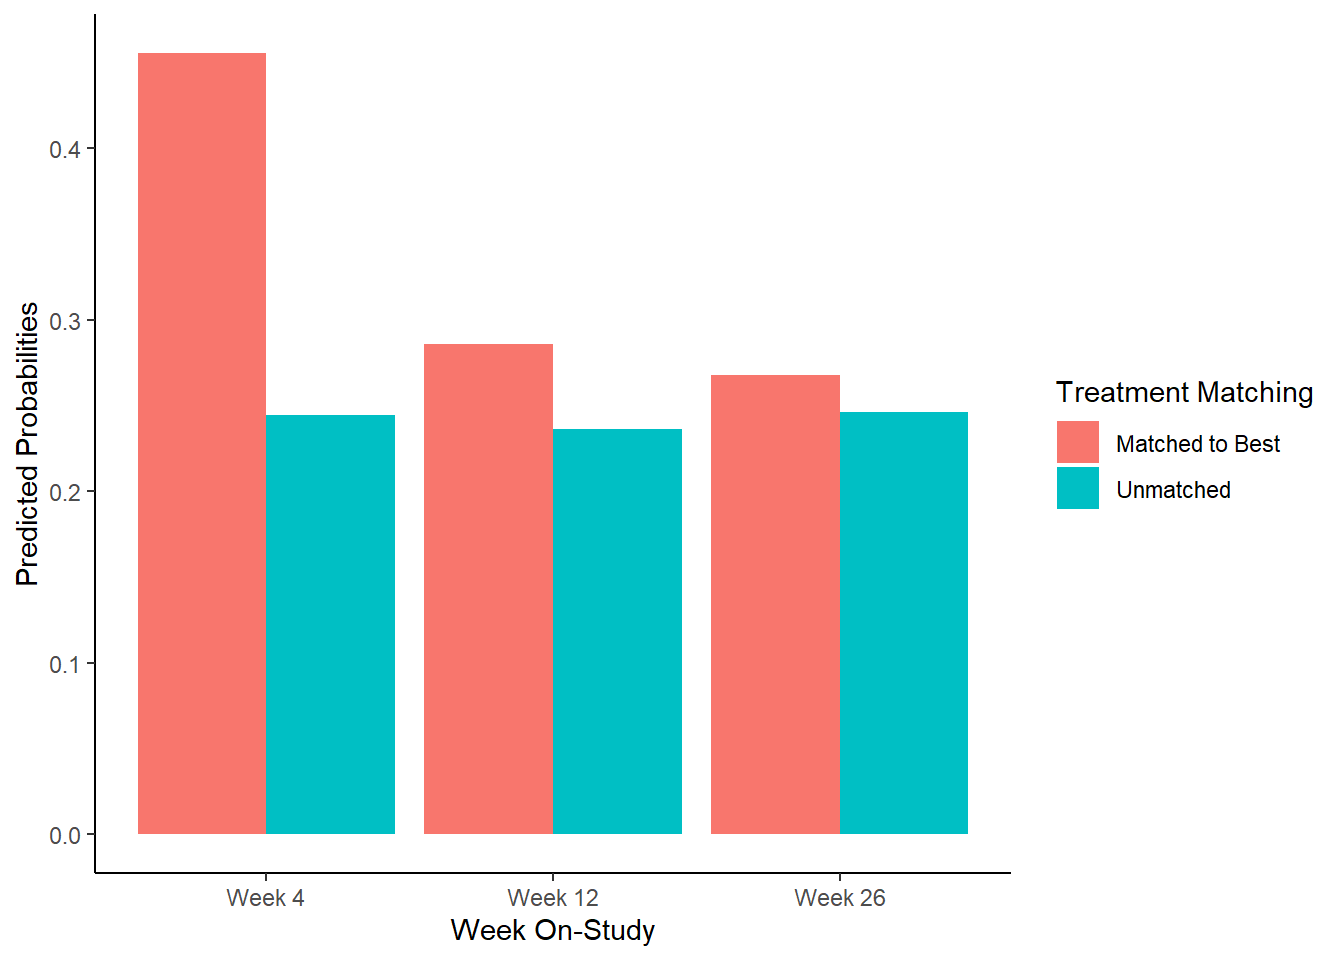 Predicted Probabilities
0.4
0.3
0.2
0.1
0.0
Week 4
Week 12
Week 26
Week On-Study
Treatment Matching
Matched to Best
Unmatched